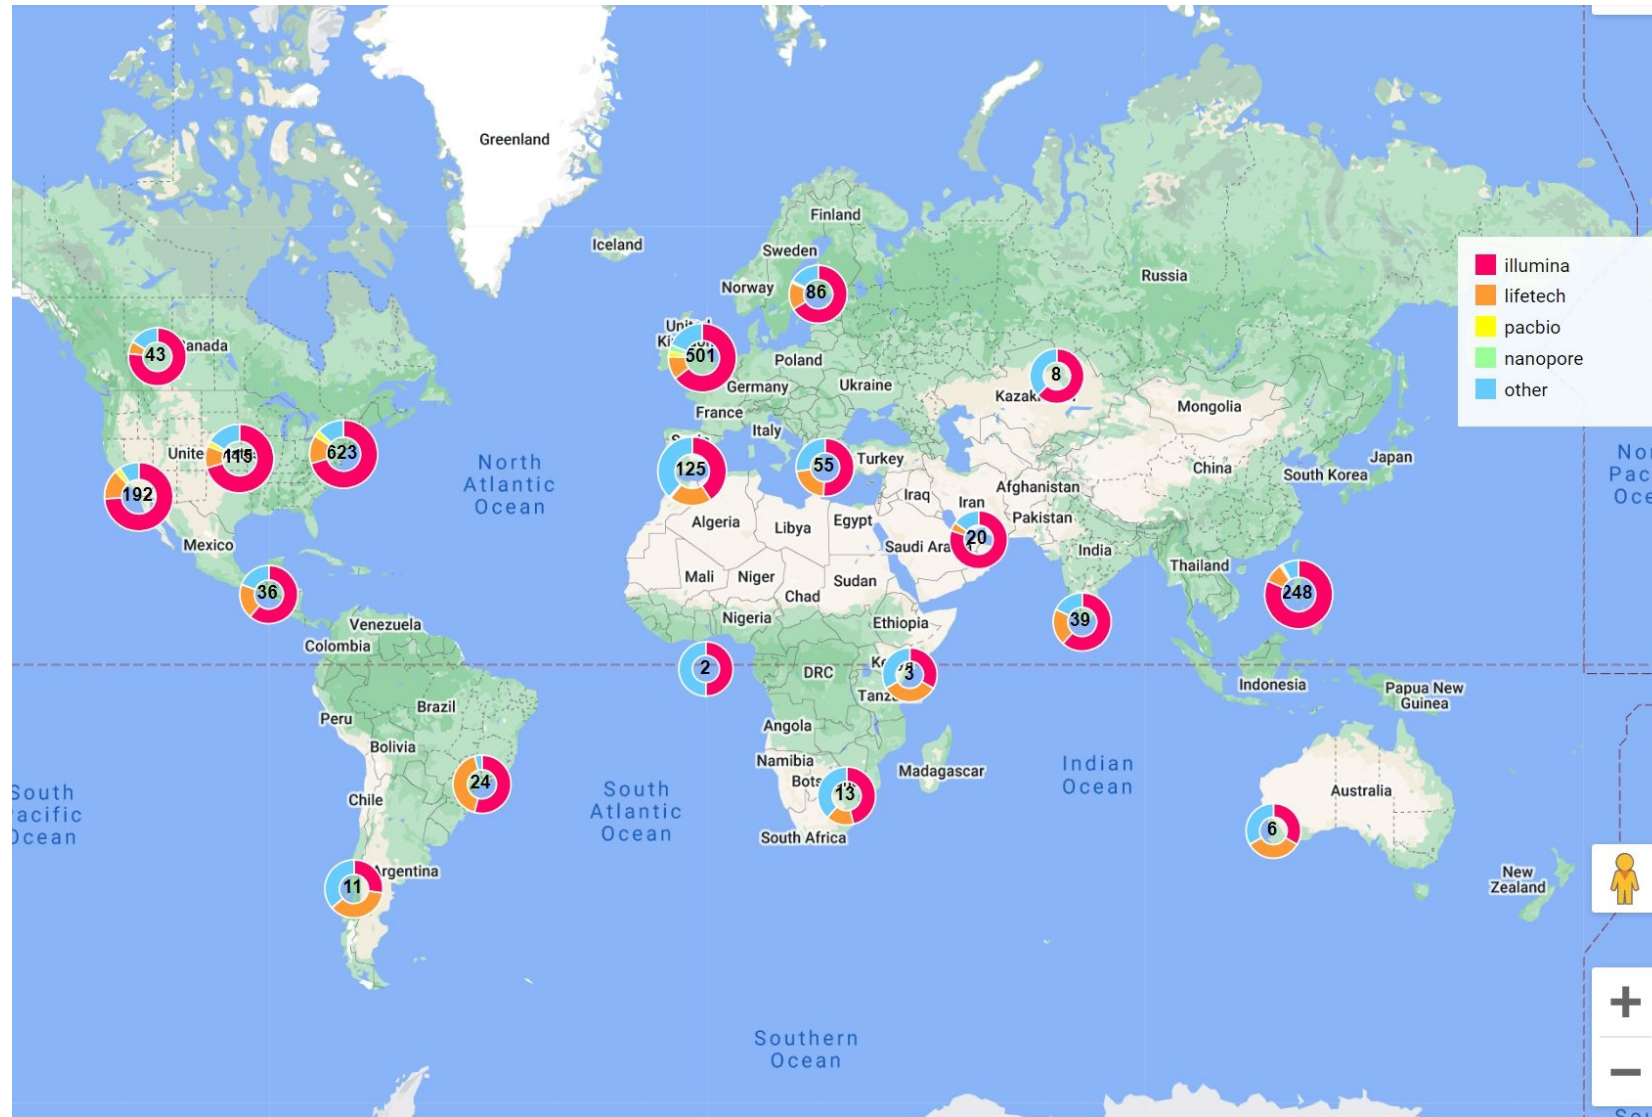 Greenland
Finland
Iceland
Sweden
illumina
Russia
Norway
86
lifetech
United
pacbio
43
501
Poland
nanopore
8
Germany
Ukraine
other
Mongolia
France
Italy
115
623
North
Atlantic
Ocean
125
55
Turkey
China
Japan
South Korea
192
Iraq
Iran
Afghanistan
Pakistan
Algeria
Libya
Egypt
20
Mexico
India
Thailand
Mali
Niger
Sudan
Chad
36
248
Nigeria
Ethiopia
39
Venezuela
Colombia
2
DRC
3
Indonesia
Papua New
Guinea
Peru
Brazil
Angola
Bolivia
Namibia
Madagascar
Indian
Ocean
24
South
Atlantic
Ocean
13
Australia
Chile
6
South Africa
11
Argentina
New
Zealand
Southern
Ocean